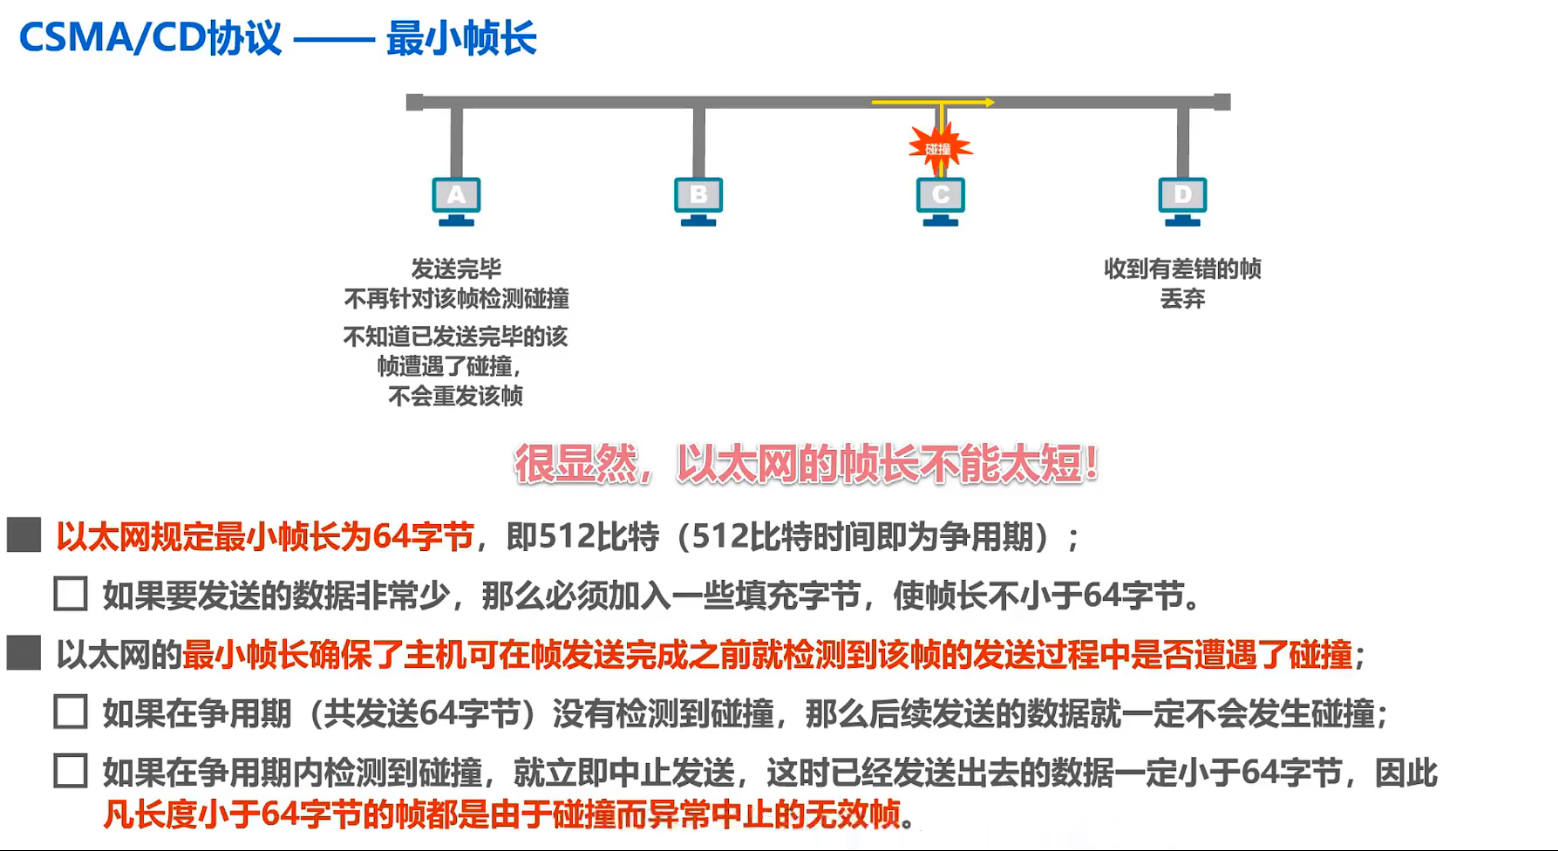 CSMA/CD协议 —— 最小帧长
碰撞
A B C D
发送完毕
不再针对该帧检测碰撞
不知道已发送完毕的该
帧遭遇了碰撞，
不会重发该帧
收到有差错的帧
丢弃
很显然，以太网的帧长不能太短！
以太网规定最小帧长为64字节，即512比特（512比特时间即为争用期）；
如果要发送的数据非常少，那么必须加入一些填充字节，使帧长不小于64字节。
以太网的最小帧长确保了主机可在帧发送完成之前就检测到该帧的发送过程中是否遭遇了碰撞；
如果在争用期（共发送64字节）没有检测到碰撞，那么后续发送的数据就一定不会发生碰撞；
如果在争用期内检测到碰撞，就立即中止发送，这时已经发送出去的数据一定小于64字节，因此
凡长度小于64字节的帧都是由于碰撞而异常中止的无效帧。